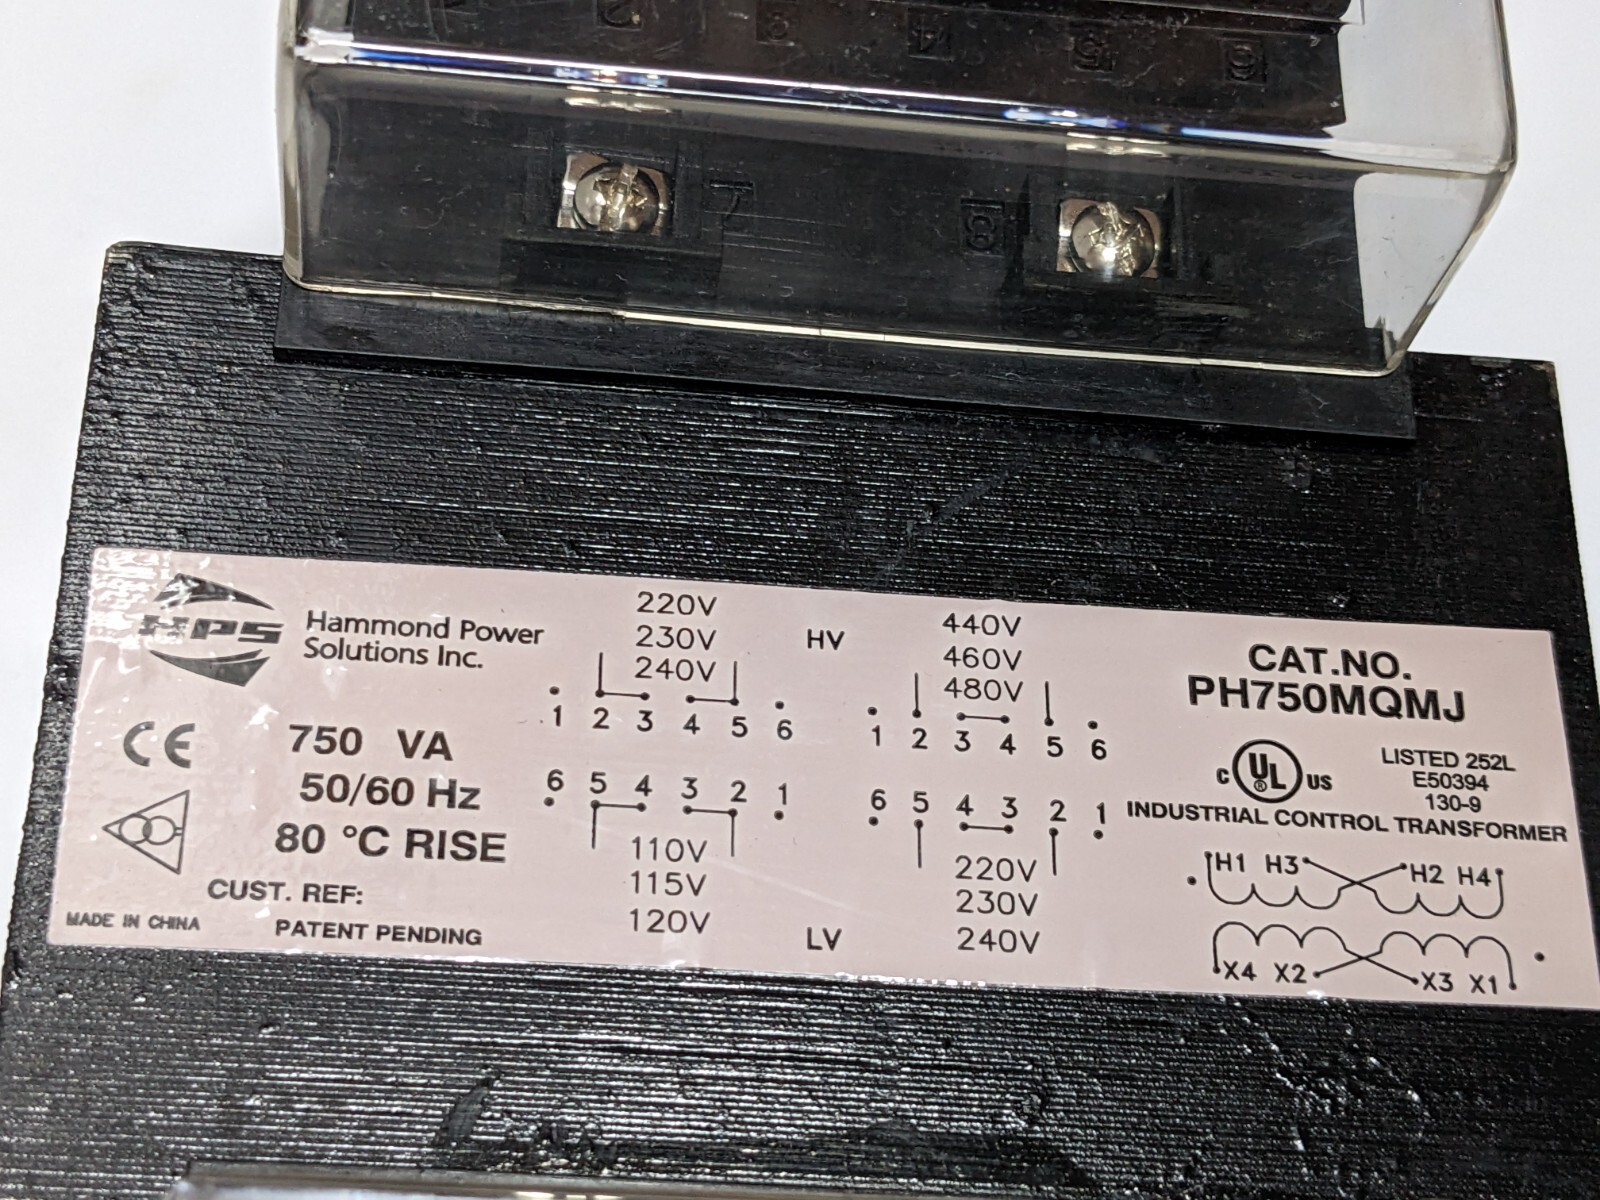 2 3 4 5 6
7 8
HPS
Hammond Power
Solutions Inc.
CE
750 VA
50/60 Hz
80 °C RISE
CUST. REF:
MADE IN CHINA
PATENT PENDING
220V
230V
240V
1 2 3 4 5 6
6 5 4 3 2 1
110V
115V
120V
HV
LV
440V
460V
480V
1 2 3 4 5 6
6 5 4 3 2 1
220V
230V
240V
CAT.NO.
PH750MQMJ
C UL ® US
LISTED 252L
E50394
130-9
INDUSTRIAL CONTROL TRANSFORMER
H1 H3 H2 H4
X4 X2 X3 X1